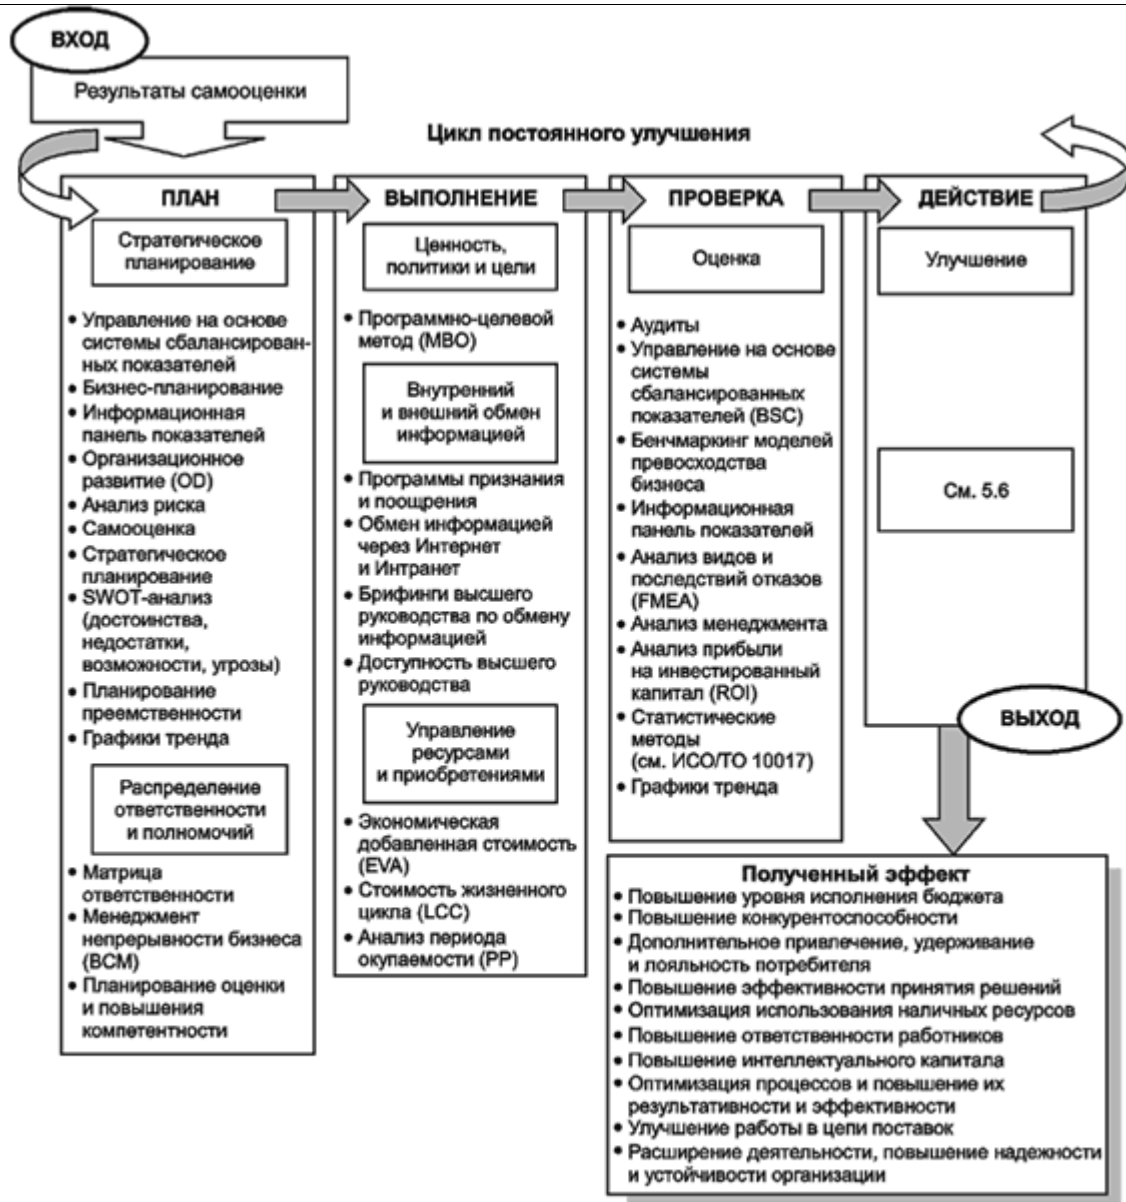 ВХОД
Результаты самооценки
Цикл постоянного улучшения
ПЛАН
Стратегическое
планирование
• Управление на основе
системы сбалансирован-
ных показателей
• Бизнес-планирование
• Информационная
панель показателей
• Организационное
развитие (OD)
• Анализ риска
• Самооценка
• Стратегическое
планирование
• SWOT-анализ
(достоинства,
недостатки,
возможности, угрозы)
• Планирование
преемственности
• Графики тренда
Распределение
ответственности
и полномочий
• Матрица
ответственности
• Менеджмент
непрерывности бизнеса
(BCM)
• Планирование оценки
и повышения
компетентности
ВЫПОЛНЕНИЕ
Ценность,
политики и цели
• Программно-целевой
метод (MBO)
Внутренний
и внешний обмен
информацией
• Программы признания
и поощрения
• Обмен информацией
через Интернет
и Интранет
• Брифинги высшего
руководства по обмену
информацией
• Доступность высшего
руководства
Управление
ресурсами
и приобретениями
• Экономическая
добавленная стоимость
(EVA)
• Стоимость жизненного
цикла (LCC)
• Анализ периода
окупаемости (PP)
ПРОВЕРКА
Оценка
• Аудиты
• Управление на основе
системы
сбалансированных
показателей (BSC)
• Бенчмаркинг моделей
превосходства
бизнеса
• Информационная
панель показателей
• Анализ видов и
последствий отказов
(FMEA)
• Анализ менеджмента
• Анализ прибыли
на инвестированный
капитал (ROI)
• Статистические
методы
(см. ИСО/ТО 10017)
• Графики тренда
ДЕЙСТВИЕ
Улучшение
См. 5.6
ВЫХОД
Полученный эффект
• Повышение уровня исполнения бюджета
• Повышение конкурентоспособности
• Дополнительное привлечение, удерживание
и лояльность потребителя
• Повышение эффективности принятия решений
• Оптимизация использования наличных ресурсов
• Повышение ответственности работников
• Повышение интеллектуального капитала
• Оптимизация процессов и повышение их
результативности и эффективности
• Улучшение работы в цепи поставок
• Расширение деятельности, повышение надежности
и устойчивости организации